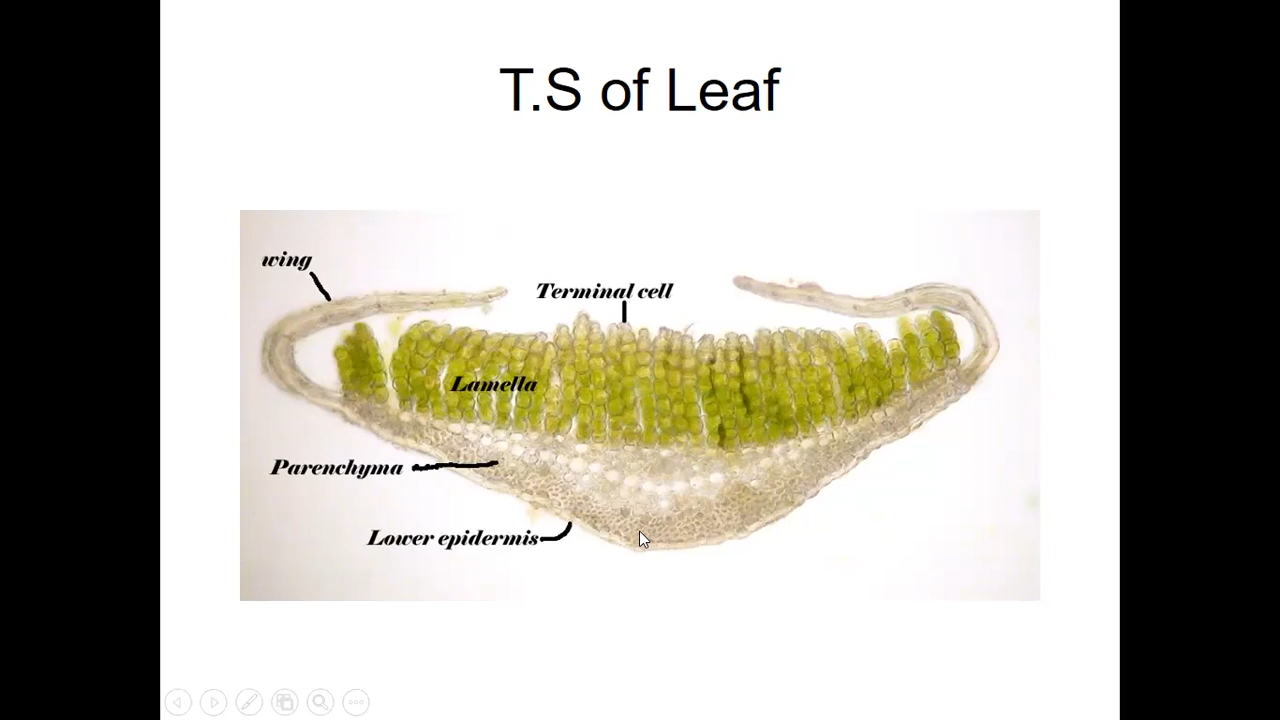 T.S of Leaf
wing
Terminal cell
Lamella
Parenchyma
Lower epidermis